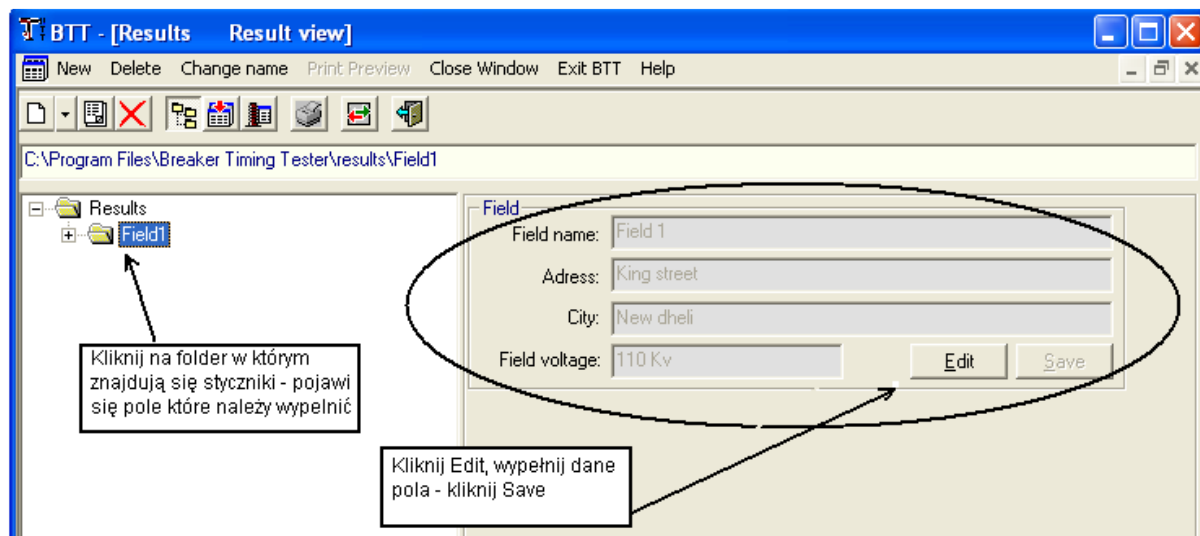 BTT - [Results Result view]
New Delete Change name Print Preview Close Window Exit BTT Help
C:\Program Files\Breaker Timing Tester\results\Field1
Results
Field1
Field
Field name: Field 1
Adress: King street
City: New dheli
Field voltage: 110 Kv Edit Save
Kliknij na folder w którym
znajdują się styczniki - pojawi
się pole które należy wypelnić
Kliknij Edit, wypełnij dane
pola - kliknij Save